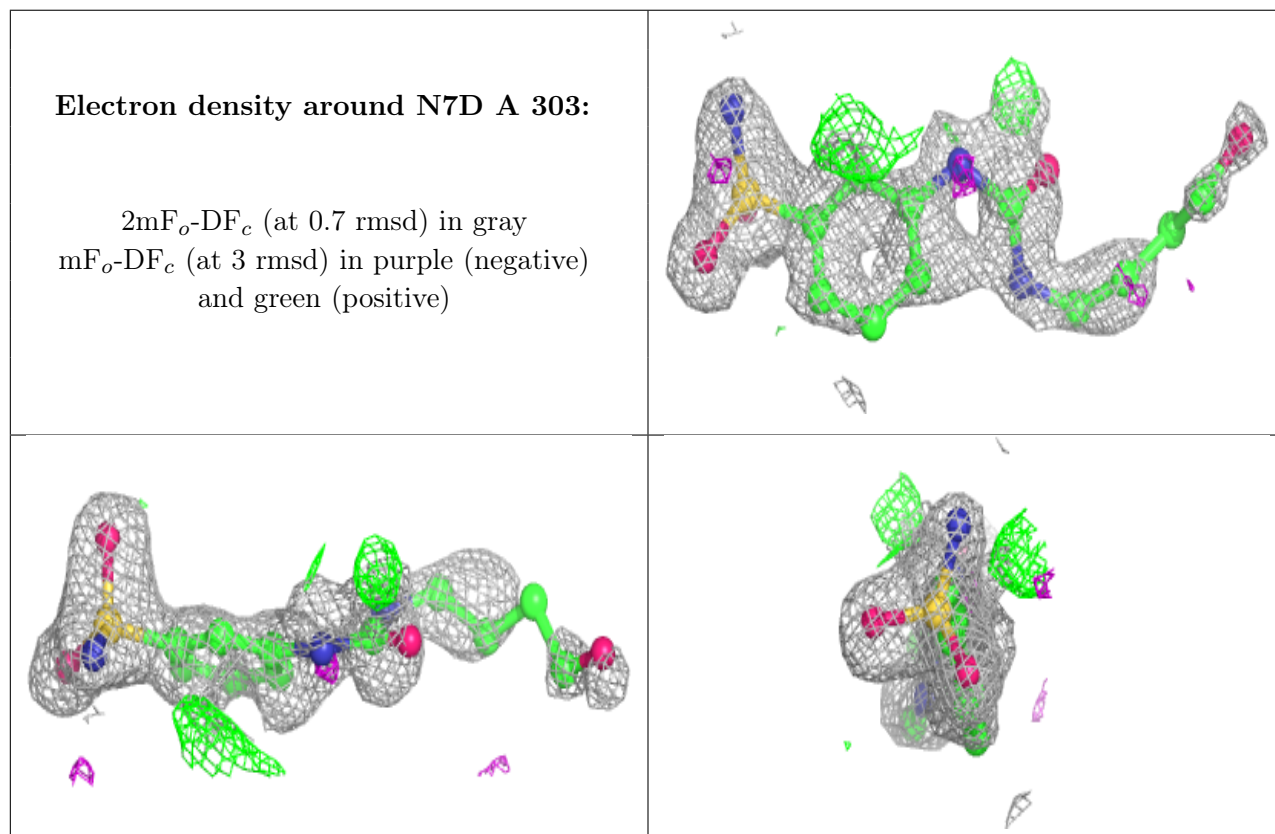 Electron density around N7D A 303:
2mFo-DFc (at 0.7 rmsd) in gray
mFo-DFc (at 3 rmsd) in purple (negative)
and green (positive)